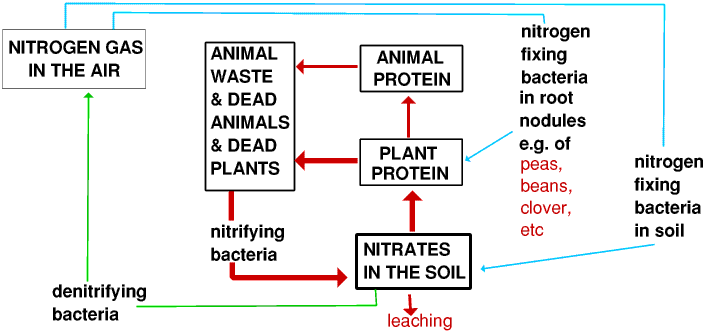 NITROGEN GAS
IN THE AIR
ANIMAL
WASTE
& DEAD
ANIMALS
& DEAD
PLANTS
ANIMAL
PROTEIN
PLANT
PROTEIN
nitrogen
fixing
bacteria
in root
nodules
e.g. of
peas,
beans,
clover,
etc
nitrogen
fixing
bacteria
in soil
nitrifying
bacteria
NITRATES
IN THE SOIL
denitrifying
bacteria
leaching